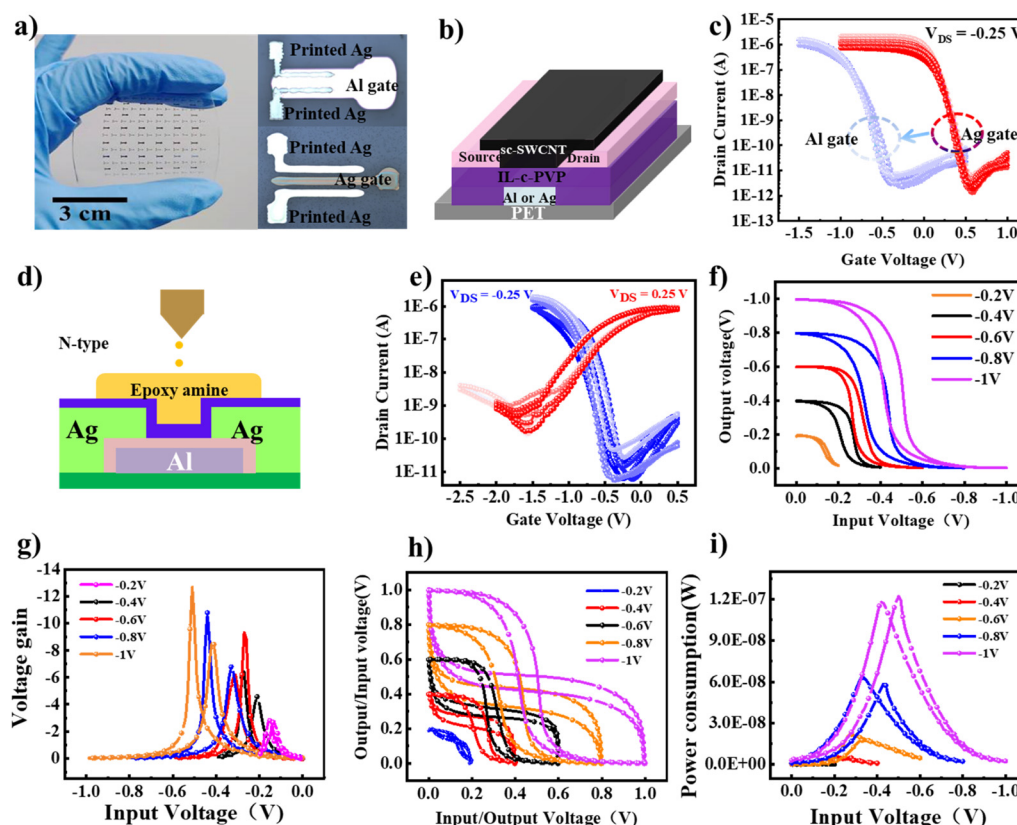 a)
Printed Ag
Al gate
Printed Ag
Printed Ag
Ag gate
Printed Ag
3 cm
b)
sc-SWCNT
Source
Drain
IL-c-PVP
Al or Ag
PET
c)
1E-5
1E-6
1E-7
1E-8
1E-9
1E-10
1E-11
1E-12
1E-13
Drain Current (A)
V_DS = -0.25 V
Al gate
Ag gate
-1.5 -1.0 -0.5 0.0 0.5 1.0
Gate Voltage (V)
d)
N-type
Epoxy amine
Ag
Ag
Al
e)
V_DS = -0.25 V
V_DS = 0.25 V
1E-6
1E-7
1E-8
1E-9
1E-10
1E-11
Drain Current (A)
-2.5 -2.0 -1.5 -1.0 -0.5 0.0 0.5
Gate Voltage (V)
f)
-1.0
-0.8
-0.6
-0.4
-0.2
0.0
Output voltage(V)
-0.2V
-0.4V
-0.6V
-0.8V
-1V
0.0 -0.2 -0.4 -0.6 -0.8 -1.0
Input Voltage (V)
g)
-14
-12
-10
-8
-6
-4
-2
0
Voltage gain
-0.2V
-0.4V
-0.6V
-0.8V
-1V
-1.0 -0.8 -0.6 -0.4 -0.2 0.0
Input Voltage (V)
h)
1.0
0.8
0.6
0.4
0.2
0.0
Output/Input voltage(V)
-0.2V
-0.4V
-0.6V
-0.8V
-1V
0.0 0.2 0.4 0.6 0.8 1.0
Input/Output Voltage (V)
i)
1.2E-07
9.0E-08
6.0E-08
3.0E-08
0.0E+00
Power consumption(W)
-0.2V
-0.4V
-0.6V
-0.8V
-1V
-0.0 -0.2 -0.4 -0.6 -0.8 -1.0
Input Voltage (V)